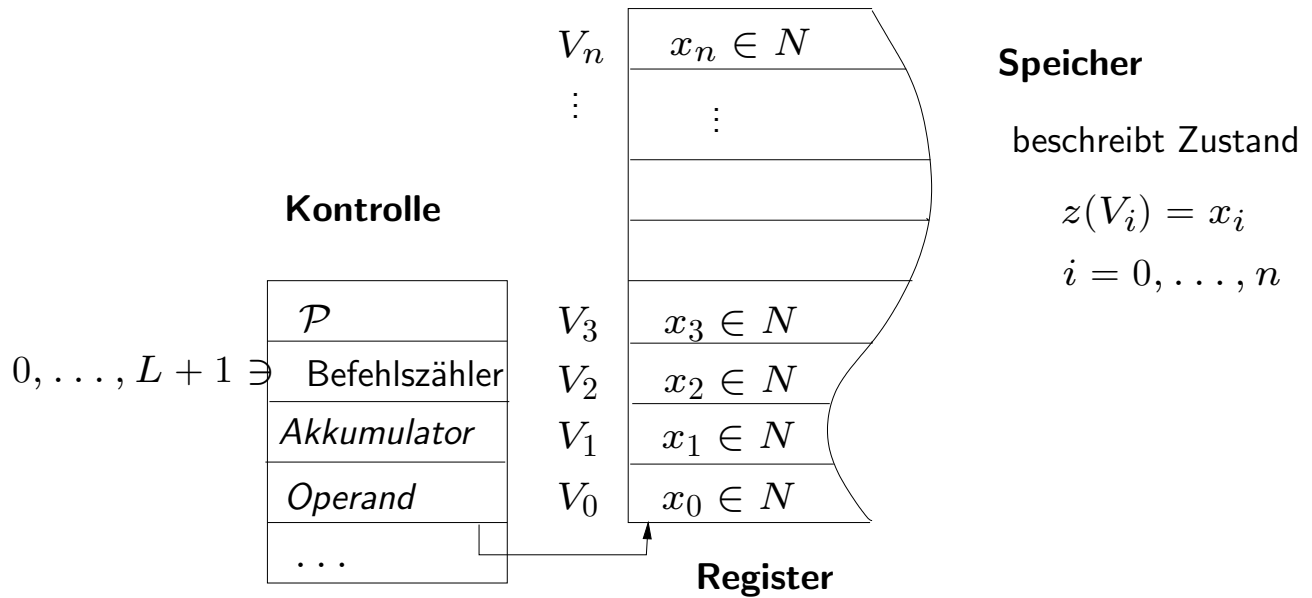 V_n x_n ∈ N
⋮ ⋮
Speicher
beschreibt Zustand
z(V_i) = x_i
i = 0, . . . , n
Kontrolle
𝒫
0, . . . , L + 1 ∋ Befehlszähler
Akkumulator
Operand
. . .
V_3 x_3 ∈ N
V_2 x_2 ∈ N
V_1 x_1 ∈ N
V_0 x_0 ∈ N
Register